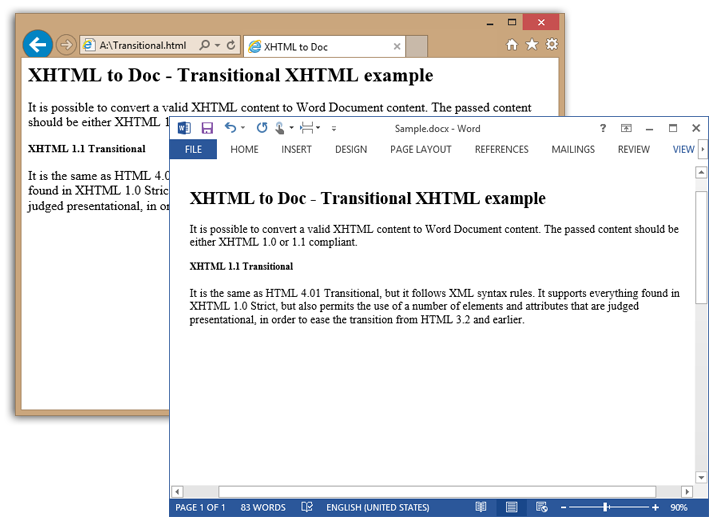 A:\Transitional.html
XHTML to Doc
XHTML to Doc - Transitional XHTML example
It is possible to convert a valid XHTML content to Word Document content. The passed content
should be either XHTML 1
XHTML 1.1 Transitional
It is the same as HTML 4.0
found in XHTML 1.0 Stric
judged presentational, in or
Sample.docx - Word
FILE HOME INSERT DESIGN PAGE LAYOUT REFERENCES MAILINGS REVIEW VIEW
XHTML to Doc - Transitional XHTML example
It is possible to convert a valid XHTML content to Word Document content. The passed content should be
either XHTML 1.0 or 1.1 compliant.
XHTML 1.1 Transitional
It is the same as HTML 4.01 Transitional, but it follows XML syntax rules. It supports everything found in
XHTML 1.0 Strict, but also permits the use of a number of elements and attributes that are judged
presentational, in order to ease the transition from HTML 3.2 and earlier.
PAGE 1 OF 1 83 WORDS ENGLISH (UNITED STATES) 90%